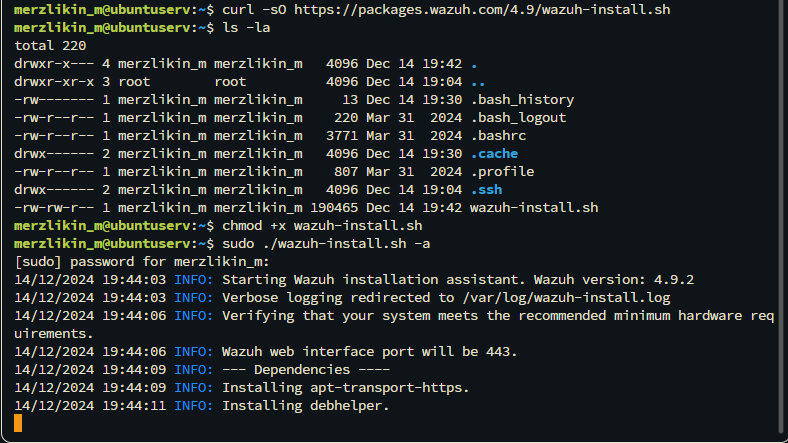 merzlikin_m@ubuntuserv:~$ curl -sO https://packages.wazuh.com/4.9/wazuh-install.sh
merzlikin_m@ubuntuserv:~$ ls -la
total 220
drwxr-x--- 4 merzlikin_m merzlikin_m   4096 Dec 14 19:42 .
drwxr-xr-x 3 root        root          4096 Dec 14 19:04 ..
-rw------- 1 merzlikin_m merzlikin_m     13 Dec 14 19:30 .bash_history
-rw-r--r-- 1 merzlikin_m merzlikin_m    220 Mar 31  2024 .bash_logout
-rw-r--r-- 1 merzlikin_m merzlikin_m   3771 Mar 31  2024 .bashrc
drwx------ 2 merzlikin_m merzlikin_m   4096 Dec 14 19:30 .cache
-rw-r--r-- 1 merzlikin_m merzlikin_m    807 Mar 31  2024 .profile
drwx------ 2 merzlikin_m merzlikin_m   4096 Dec 14 19:04 .ssh
-rw-rw-r-- 1 merzlikin_m merzlikin_m 190465 Dec 14 19:42 wazuh-install.sh
merzlikin_m@ubuntuserv:~$ chmod +x wazuh-install.sh
merzlikin_m@ubuntuserv:~$ sudo ./wazuh-install.sh -a
[sudo] password for merzlikin_m:
14/12/2024 19:44:03 INFO: Starting Wazuh installation assistant. Wazuh version: 4.9.2
14/12/2024 19:44:03 INFO: Verbose logging redirected to /var/log/wazuh-install.log
14/12/2024 19:44:06 INFO: Verifying that your system meets the recommended minimum hardware req
uirements.
14/12/2024 19:44:06 INFO: Wazuh web interface port will be 443.
14/12/2024 19:44:09 INFO: --- Dependencies ----
14/12/2024 19:44:09 INFO: Installing apt-transport-https.
14/12/2024 19:44:11 INFO: Installing debhelper.